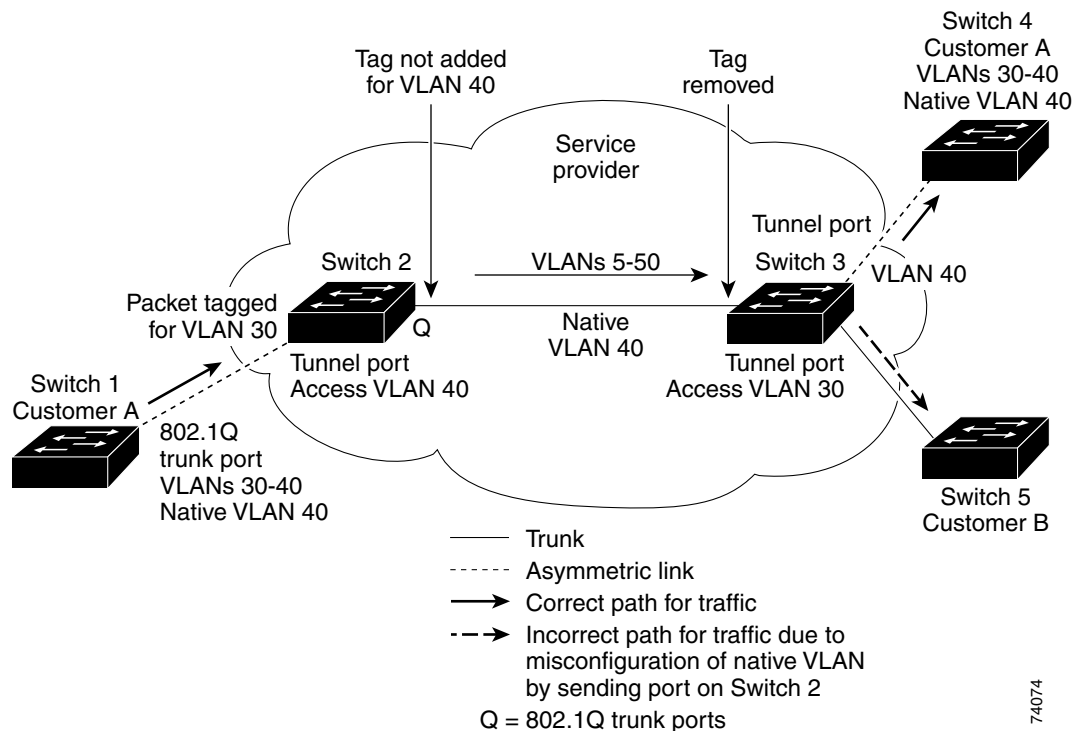 Switch 4
Customer A
VLANs 30-40
Native VLAN 40
Tag not added
for VLAN 40
Tag
removed
Service
provider
Tunnel port
Switch 2
VLANs 5-50
Switch 3
VLAN 40
Packet tagged
for VLAN 30
Q
Native
VLAN 40
Tunnel port
Access VLAN 40
Tunnel port
Access VLAN 30
Switch 1
Customer A
802.1Q
trunk port
VLANs 30-40
Native VLAN 40
Switch 5
Customer B
Trunk
Asymmetric link
Correct path for traffic
Incorrect path for traffic due to
misconfiguration of native VLAN
by sending port on Switch 2
Q = 802.1Q trunk ports
74074